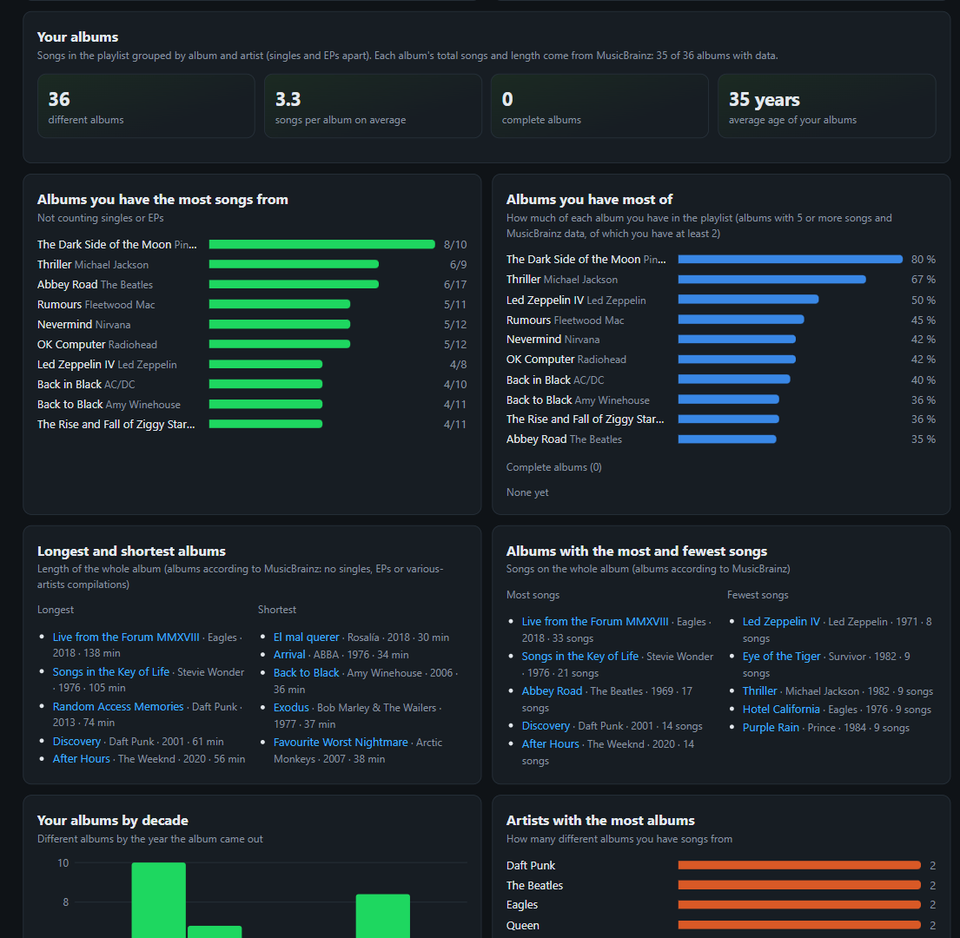 Your albums
Songs in the playlist grouped by album and artist (singles and EPs apart). Each album's total songs and length come from MusicBrainz: 35 of 36 albums with data.
36
different albums
3.3
songs per album on average
0
complete albums
35 years
average age of your albums
Albums you have the most songs from
Not counting singles or EPs
The Dark Side of the Moon Pin... 8/10
Thriller Michael Jackson 6/9
Abbey Road The Beatles 6/17
Rumours Fleetwood Mac 5/11
Nevermind Nirvana 5/12
OK Computer Radiohead 5/12
Led Zeppelin IV Led Zeppelin 4/8
Back in Black AC/DC 4/10
Back to Black Amy Winehouse 4/11
The Rise and Fall of Ziggy Star... 4/11
Albums you have most of
How much of each album you have in the playlist (albums with 5 or more songs and
MusicBrainz data, of which you have at least 2)
The Dark Side of the Moon Pin... 80 %
Thriller Michael Jackson 67 %
Led Zeppelin IV Led Zeppelin 50 %
Rumours Fleetwood Mac 45 %
Nevermind Nirvana 42 %
OK Computer Radiohead 42 %
Back in Black AC/DC 40 %
Back to Black Amy Winehouse 36 %
The Rise and Fall of Ziggy Star... 36 %
Abbey Road The Beatles 35 %
Complete albums (0)
None yet
Longest and shortest albums
Length of the whole album (albums according to MusicBrainz: no singles, EPs or various-
artists compilations)
Longest
• Live from the Forum MMXVIII · Eagles ·
2018 · 138 min
• Songs in the Key of Life · Stevie Wonder
· 1976 · 105 min
• Random Access Memories · Daft Punk ·
2013 · 74 min
• Discovery · Daft Punk · 2001 · 61 min
• After Hours · The Weeknd · 2020 · 56 min
Shortest
• El mal querer · Rosalía · 2018 · 30 min
• Arrival · ABBA · 1976 · 34 min
• Back to Black · Amy Winehouse · 2006 ·
36 min
• Exodus · Bob Marley & The Wailers ·
1977 · 37 min
• Favourite Worst Nightmare · Arctic
Monkeys · 2007 · 38 min
Albums with the most and fewest songs
Songs on the whole album (albums according to MusicBrainz)
Most songs
• Live from the Forum MMXVIII · Eagles ·
2018 · 33 songs
• Songs in the Key of Life · Stevie Wonder
· 1976 · 21 songs
• Abbey Road · The Beatles · 1969 · 17
songs
• Discovery · Daft Punk · 2001 · 14 songs
• After Hours · The Weeknd · 2020 · 14
songs
Fewest songs
• Led Zeppelin IV · Led Zeppelin · 1971 · 8
songs
• Eye of the Tiger · Survivor · 1982 · 9
songs
• Thriller · Michael Jackson · 1982 · 9 songs
• Hotel California · Eagles · 1976 · 9 songs
• Purple Rain · Prince · 1984 · 9 songs
Your albums by decade
Different albums by the year the album came out
10
8
Artists with the most albums
How many different albums you have songs from
Daft Punk 2
The Beatles 2
Eagles 2
Queen 2